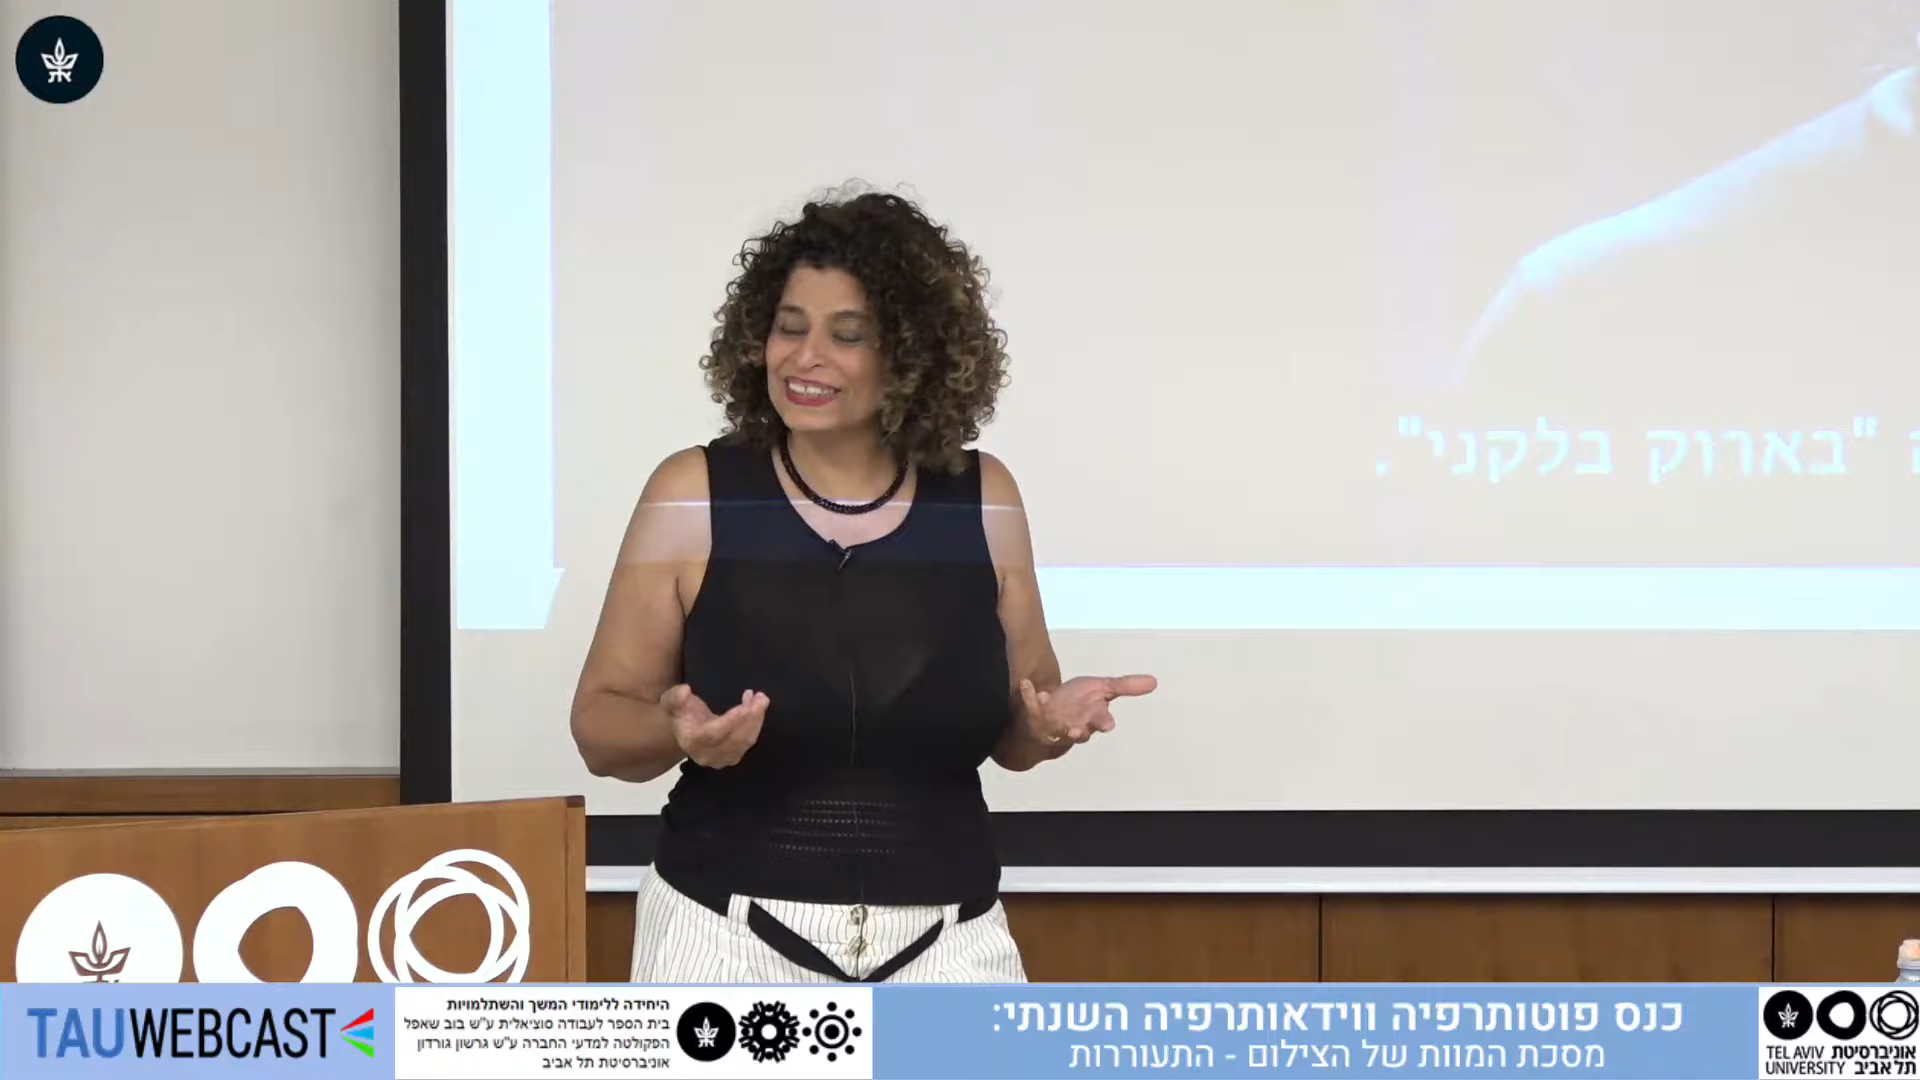 "בארוק בלקני".
TAUWEBCAST
היחידה ללימודי המשך והשתלמויות
בית הספר לעבודה סוציאלית ע"ש בוב שאפל
הפקולטה למדעי החברה ע"ש גרשון גורדון
אוניברסיטת תל אביב
כנס פוטותרפיה ווידאותרפיה השנתי:
מסכת המוות של הצילום - התעוררות
TEL AVIV אוניברסיטת
UNIVERSITY תל אביב